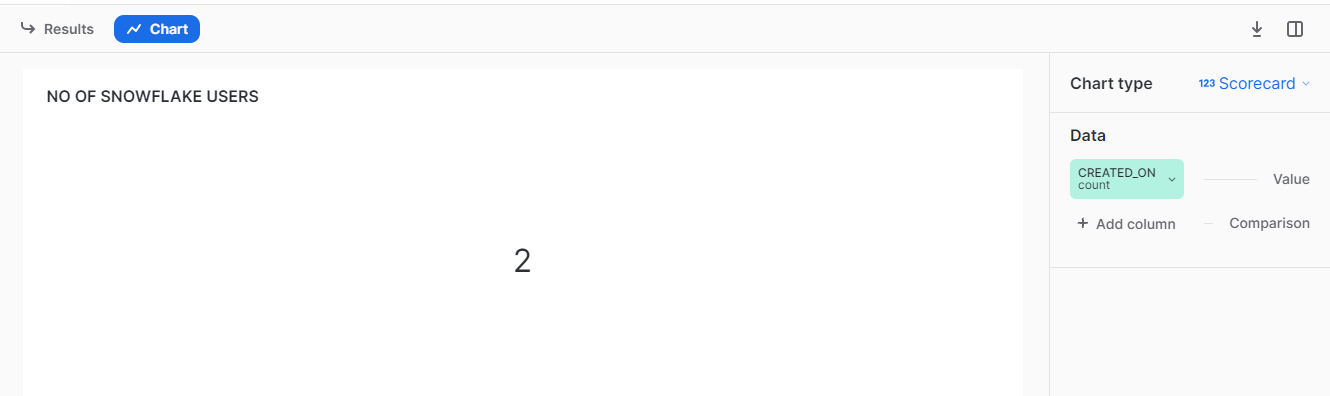 Results
Chart
NO OF SNOWFLAKE USERS
2
Chart type
123 Scorecard
Data
CREATED_ON
count
Value
+ Add column
Comparison